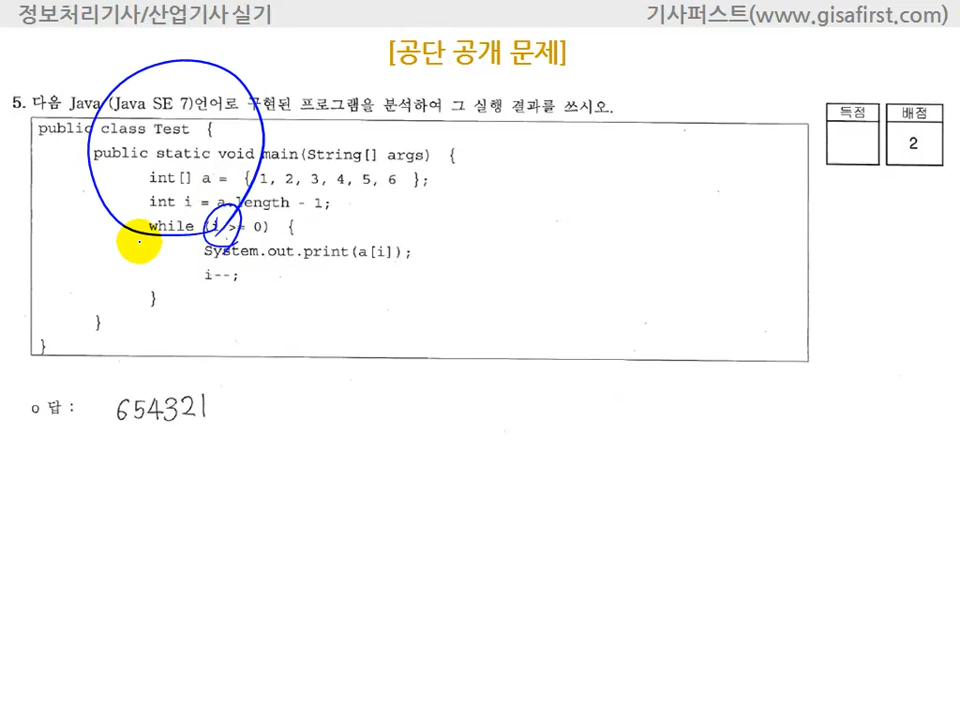 정보처리기사/산업기사 실기
기사퍼스트(www.gisafirst.com)
[공단 공개 문제]
5. 다음 Java (Java SE 7)언어로 구현된 프로그램을 분석하여 그 실행 결과를 쓰시오.
득점
배점
2
public class Test {
public static void main(String[] args) {
int[] a = { 1, 2, 3, 4, 5, 6 };
int i = a.length - 1;
while (i >= 0) {
System.out.print(a[i]);
i--;
}
}
}
o 답 : 654321